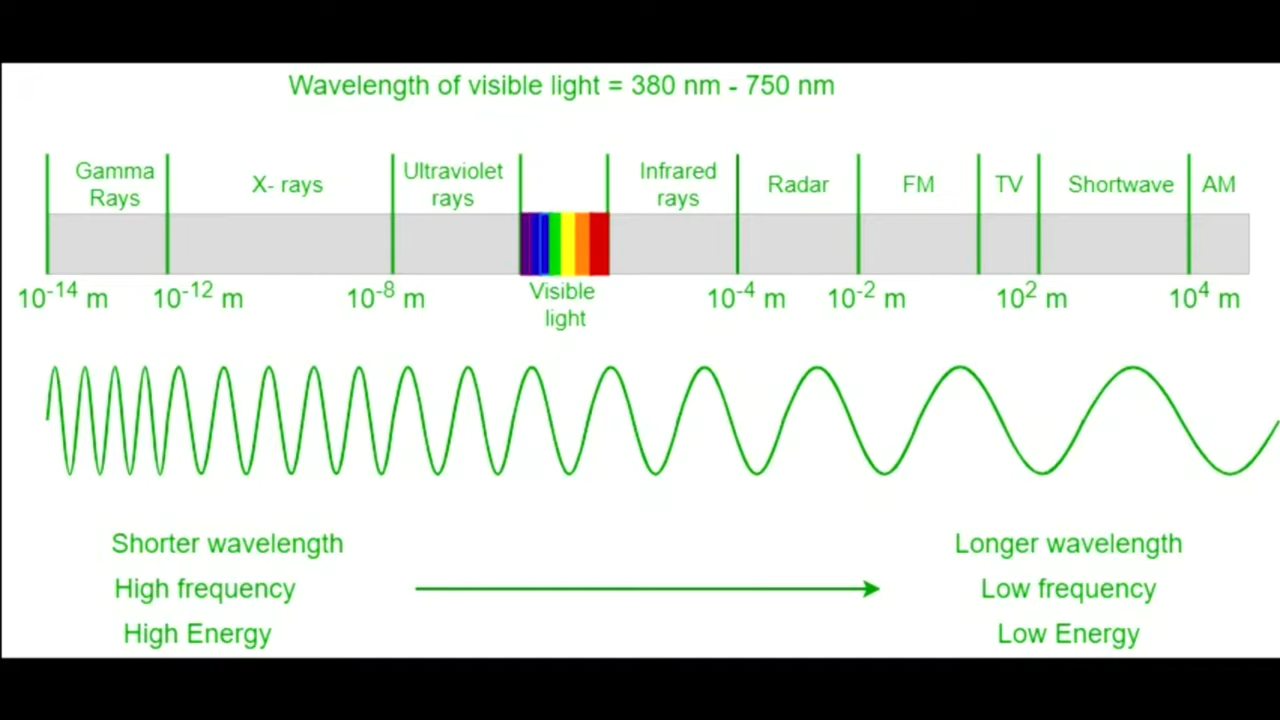 Wavelength of visible light = 380 nm - 750 nm
Gamma
Rays
X- rays
Ultraviolet
rays
Infrared
rays
Radar
FM
TV
Shortwave
AM
10⁻¹⁴ m
10⁻¹² m
10⁻⁸ m
Visible
light
10⁻⁴ m
10⁻² m
10² m
10⁴ m
Shorter wavelength
High frequency
High Energy
Longer wavelength
Low frequency
Low Energy